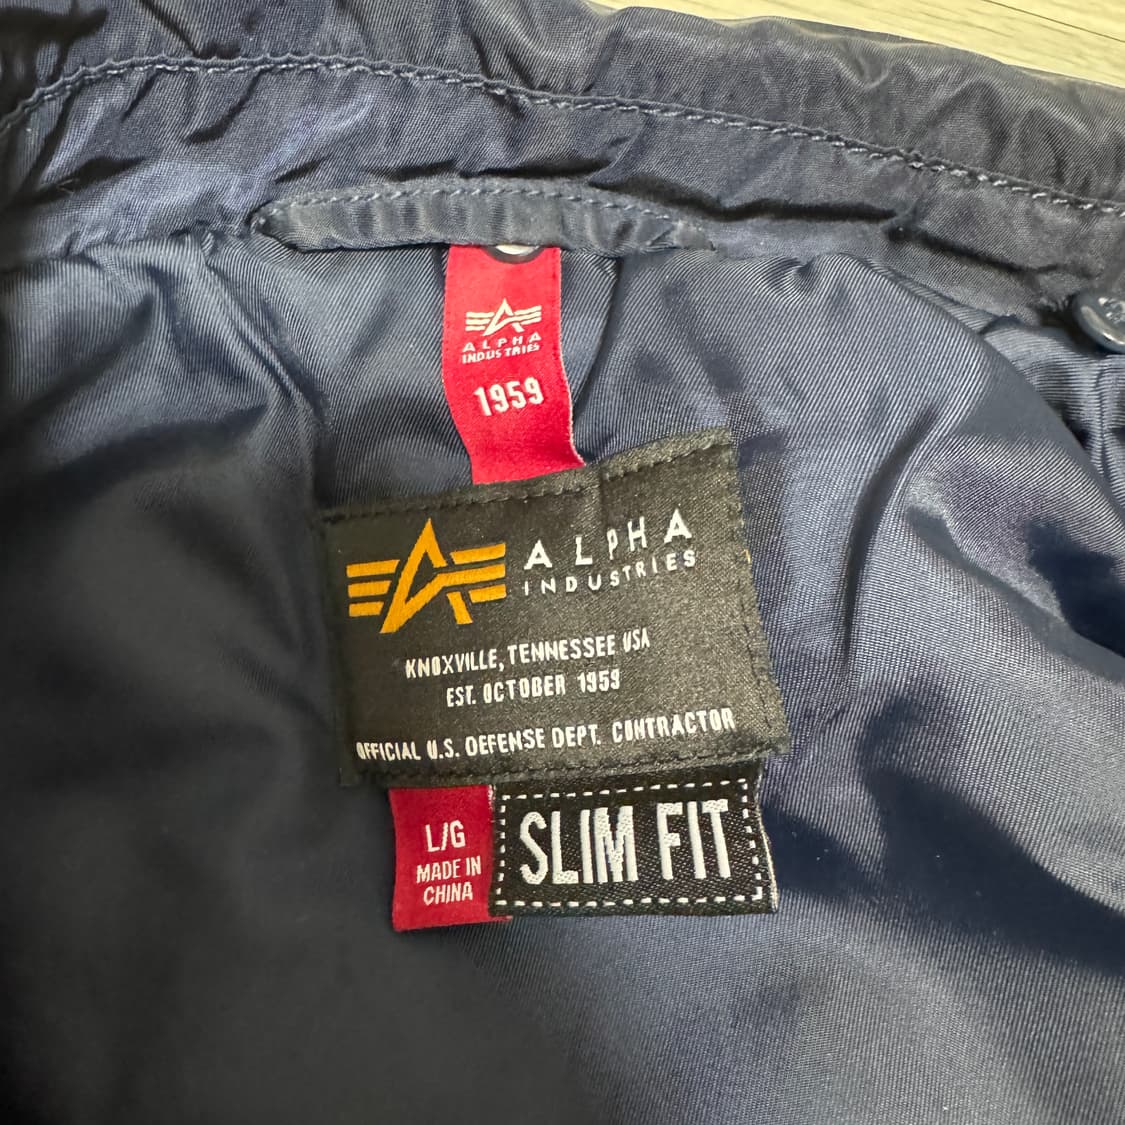 ALPHA
INDUSTRIES
1959
ALPHA
INDUSTRIES
KNOXVILLE, TENNESSEE USA
EST. OCTOBER 1959
OFFICIAL U.S. DEFENSE DEPT. CONTRACTOR
L/G
MADE IN
CHINA
SLIM FIT